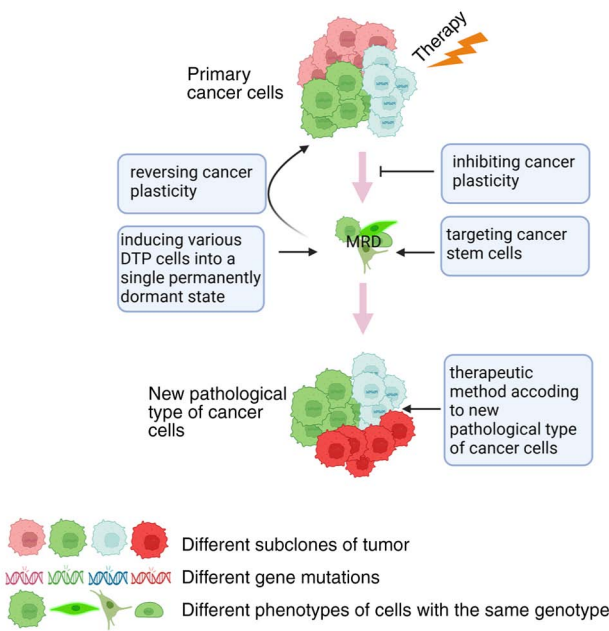 Therapy
Primary
cancer cells
reversing cancer
plasticity
inhibiting cancer
plasticity
inducing various
DTP cells into a
single permanently
dormant state
MRD
targeting cancer
stem cells
New pathological
type of cancer
cells
therapeutic
method accoding
to new
pathological type
of cancer cells
Different subclones of tumor
Different gene mutations
Different phenotypes of cells with the same genotype